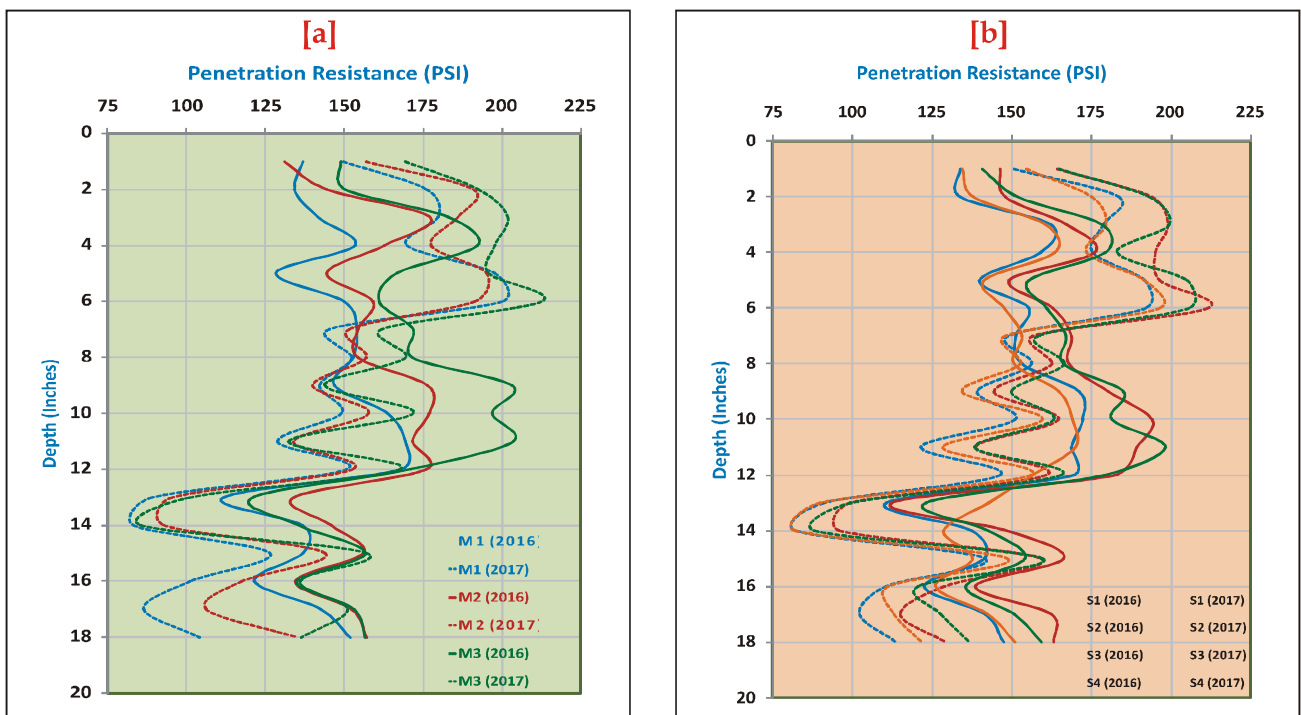 [a]
Penetration Resistance (PSI)
75 100 125 150 175 200 225
0
2
4
6
8
10
12
14
16
18
20
Depth (Inches)
M1 (2016)
M1 (2017)
M2 (2016)
M2 (2017)
M3 (2016)
M3 (2017)
[b]
Penetration Resistance (PSI)
75 100 125 150 175 200 225
0
2
4
6
8
10
12
14
16
18
20
Depth (Inches)
S1 (2016) S1 (2017)
S2 (2016) S2 (2017)
S3 (2016) S3 (2017)
S4 (2016) S4 (2017)